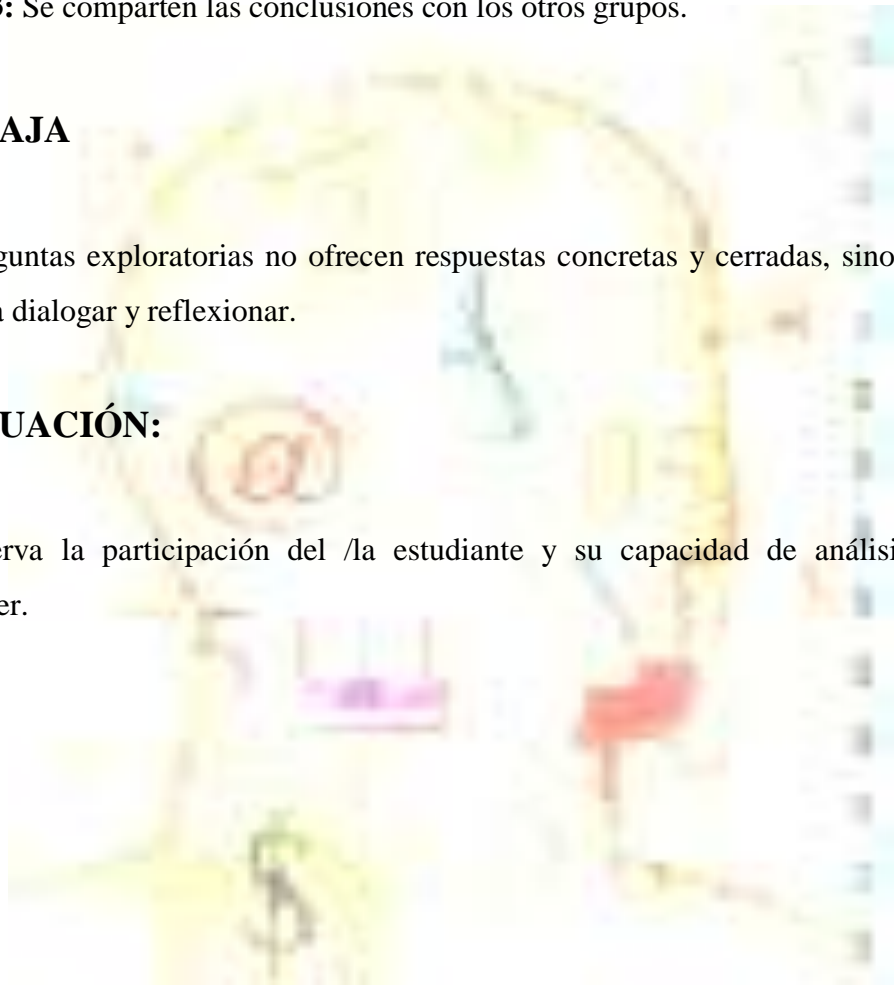 5: Se comparten las conclusiones con los otros grupos.
AJA
guntas exploratorias no ofrecen respuestas concretas y cerradas, sino
a dialogar y reflexionar.
UACIÓN:
erva la participación del /la estudiante y su capacidad de análisi
er.
@
$